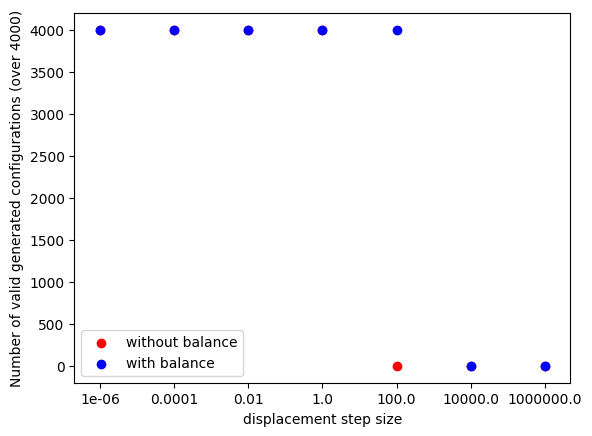 Number of valid generated configurations (over 4000)
4000
3500
3000
2500
2000
1500
1000
500
0
without balance
with balance
1e-06 0.0001 0.01 1.0 100.0 10000.0 1000000.0
displacement step size